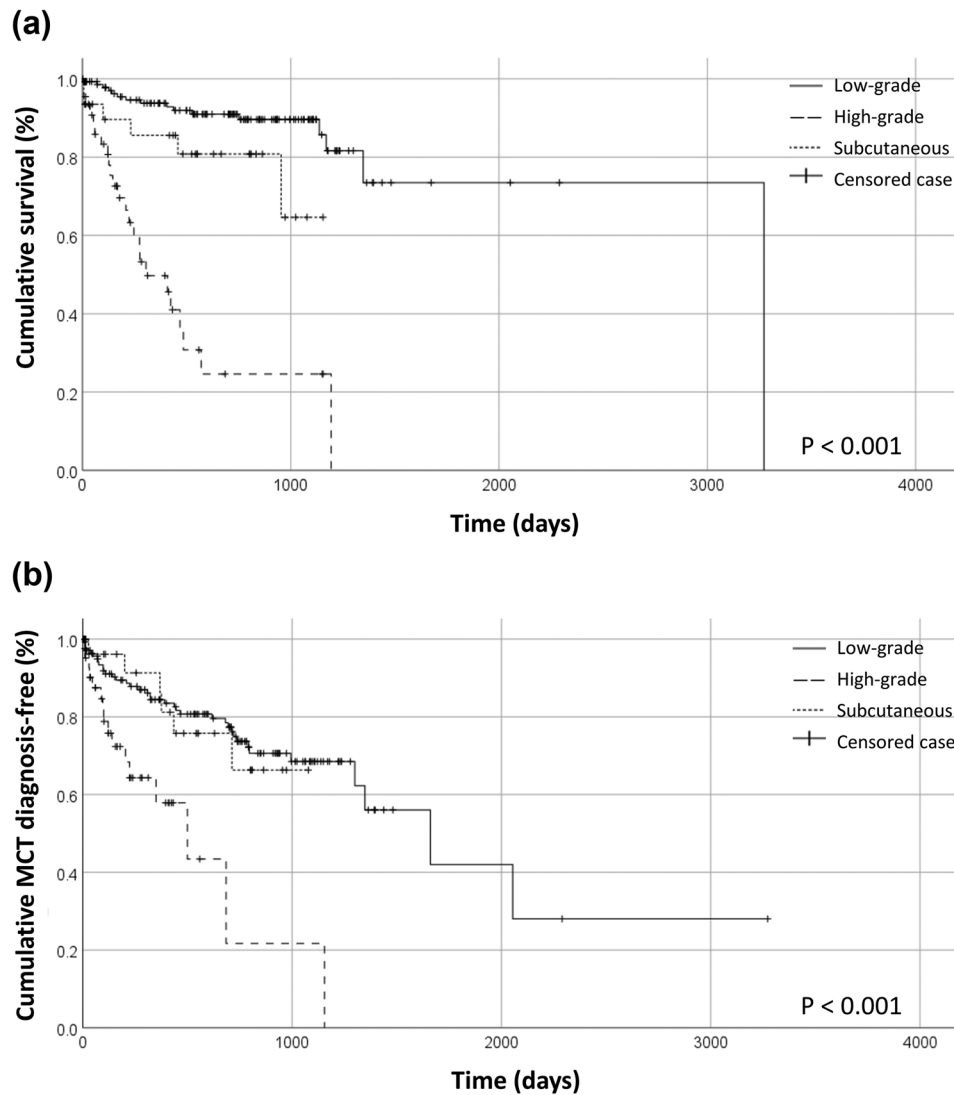 (a)
Cumulative survival (%)
1.0
0.8
0.6
0.4
0.2
0.0
Low-grade
High-grade
Subcutaneous
Censored case
P < 0.001
0 1000 2000 3000 4000
Time (days)
(b)
Cumulative MCT diagnosis-free (%)
1.0
0.8
0.6
0.4
0.2
0.0
Low-grade
High-grade
Subcutaneous
Censored case
P < 0.001
0 1000 2000 3000 4000
Time (days)